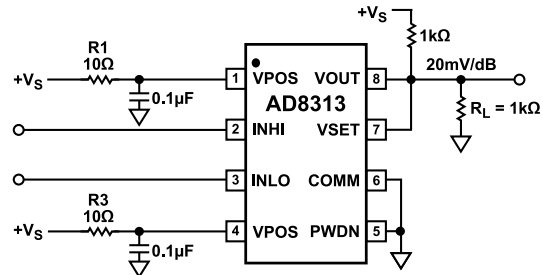 +VS
1kΩ
R1
10Ω
+VS
0.1µF
1 VPOS VOUT 8
20mV/dB
AD8313
2 INHI VSET 7
RL = 1kΩ
3 INLO COMM 6
R3
10Ω
+VS
4 VPOS PWDN 5
0.1µF